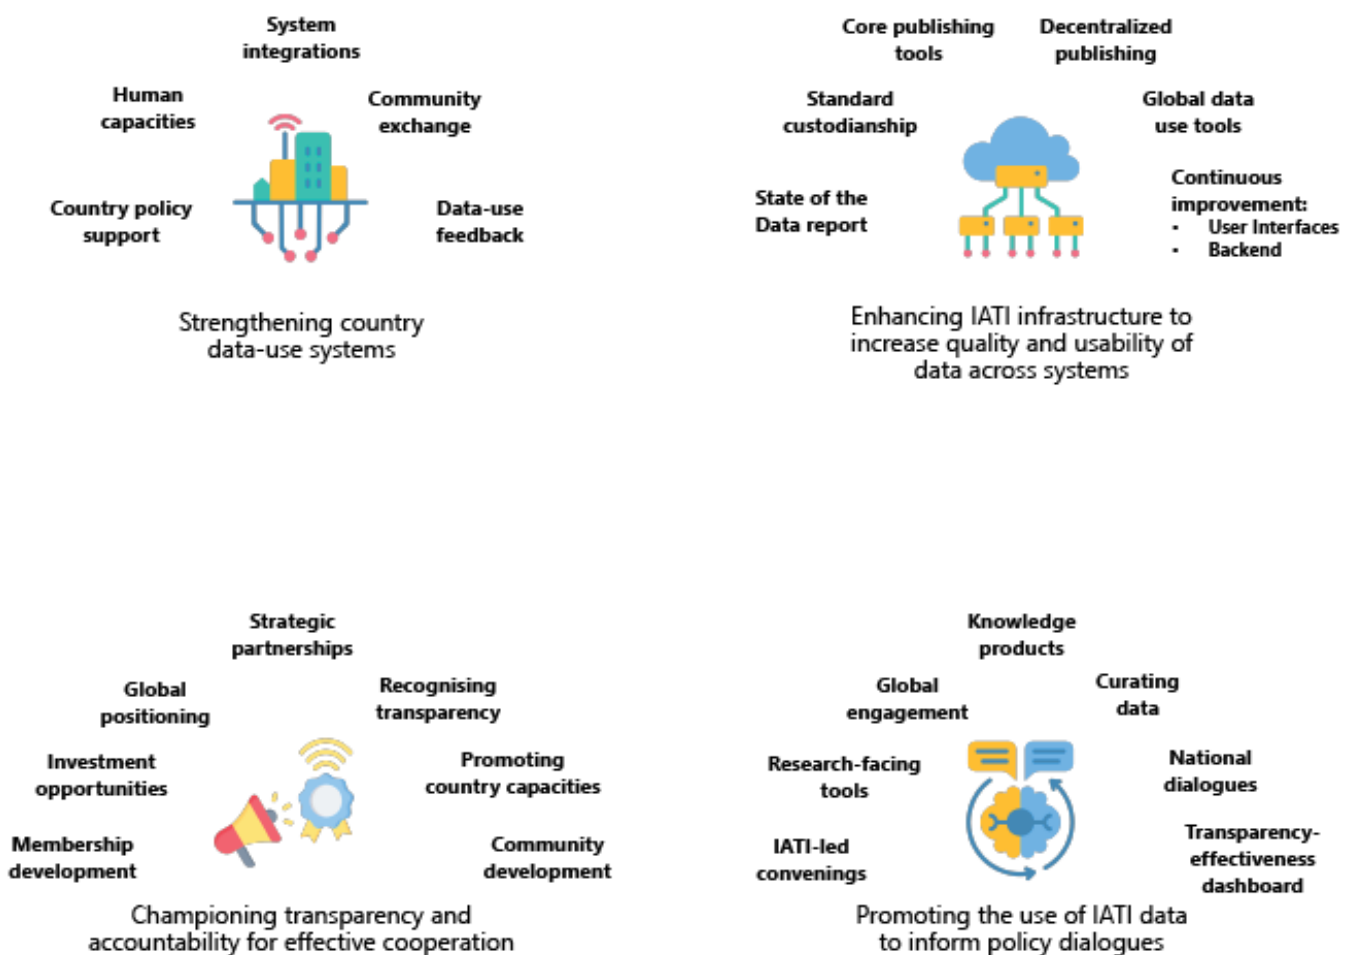 System
integrations
Human
capacities
Community
exchange
Country policy
support
Data-use
feedback
Strengthening country
data-use systems
Core publishing
tools
Decentralized
publishing
Standard
custodianship
Global data
use tools
State of the
Data report
Continuous
improvement:
▪ User Interfaces
▪ Backend
Enhancing IATI infrastructure to
increase quality and usability of
data across systems
Strategic
partnerships
Global
positioning
Recognising
transparency
Investment
opportunities
Promoting
country capacities
Membership
development
Community
development
Championing transparency and
accountability for effective cooperation
Knowledge
products
Global
engagement
Curating
data
Research-facing
tools
National
dialogues
IATI-led
convenings
Transparency-
effectiveness
dashboard
Promoting the use of IATI data
to inform policy dialogues